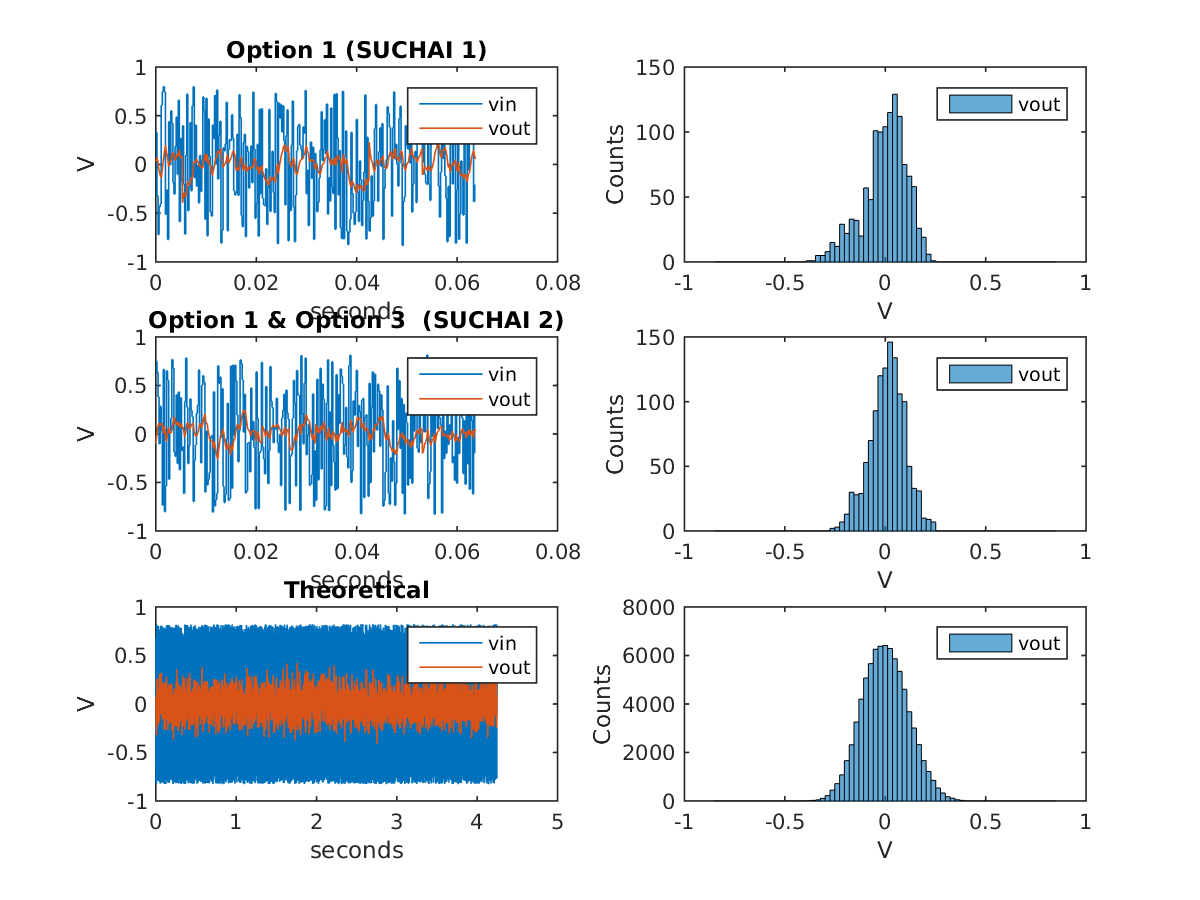 Option 1 (SUCHAI 1)
1
0.5
0
-0.5
-1
V
vin
vout
0 0.02 0.04 0.06 0.08
seconds
150
100
50
0
Counts
vout
-1 -0.5 0 0.5 1
V
Option 1 & Option 3 (SUCHAI 2)
1
0.5
0
-0.5
-1
V
vin
vout
0 0.02 0.04 0.06 0.08
seconds
150
100
50
0
Counts
vout
-1 -0.5 0 0.5 1
V
Theoretical
1
0.5
0
-0.5
-1
V
vin
vout
0 1 2 3 4 5
seconds
8000
6000
4000
2000
0
Counts
vout
-1 -0.5 0 0.5 1
V